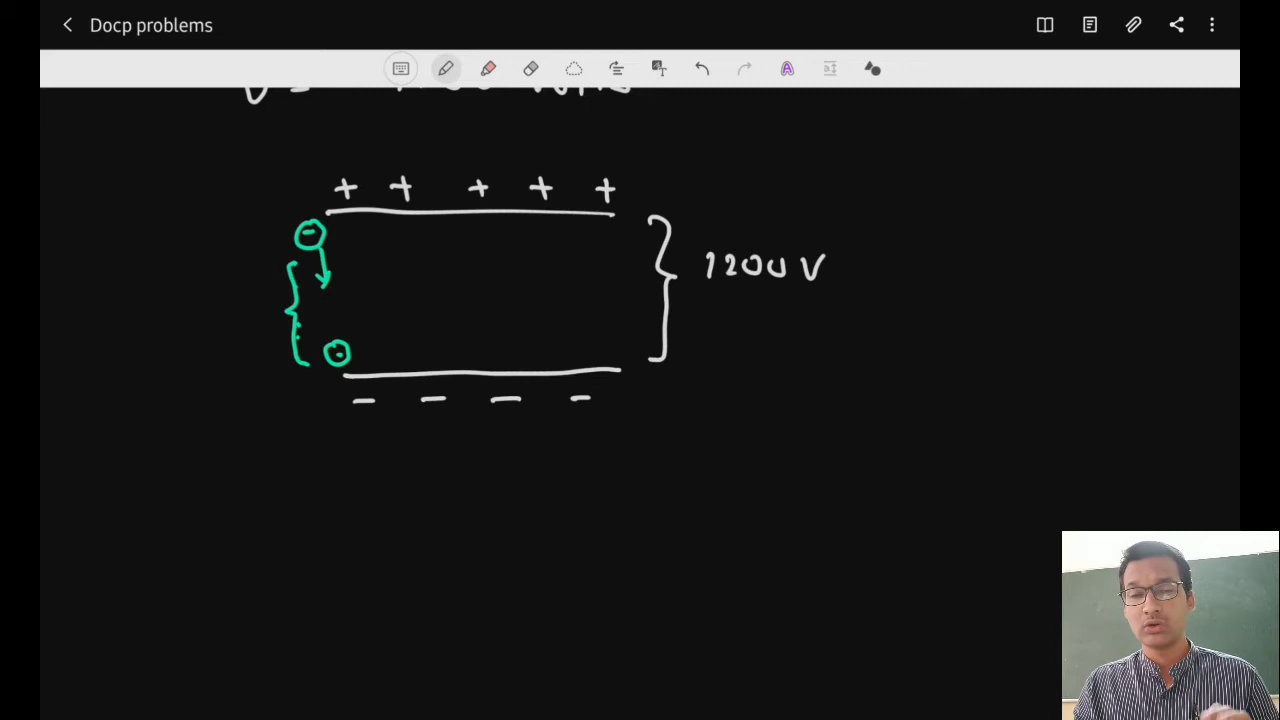 Docp problems
+ + + + +
-
1200 V
- - - -